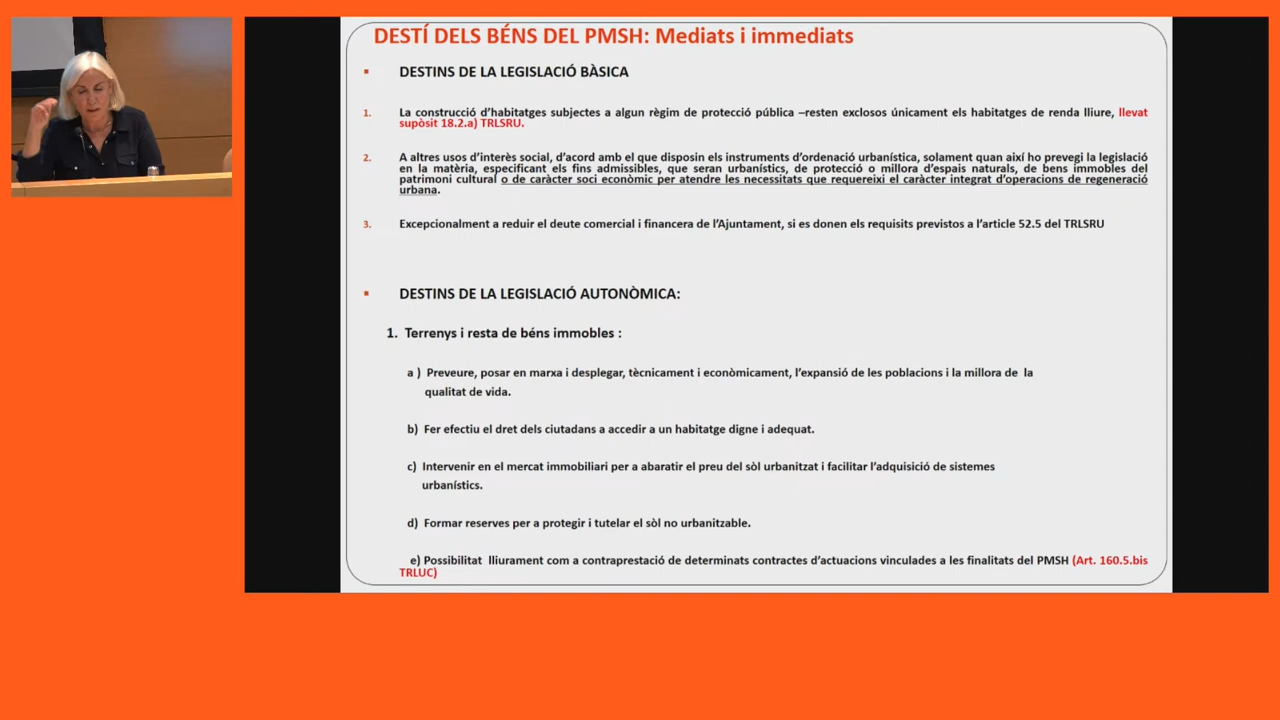 DESTÍ DELS BÉNS DEL PMSH: Mediats i immediats
▪ DESTINS DE LA LEGISLACIÓ BÀSICA
1. La construcció d'habitatges subjectes a algun règim de protecció pública –resten exclosos únicament els habitatges de renda lliure, llevat
supòsit 18.2.a) TRLSRU.
2. A altres usos d'interès social, d'acord amb el que disposin els instruments d'ordenació urbanística, solament quan així ho prevegi la legislació
en la matèria, especificant els fins admissibles, que seran urbanístics, de protecció o millora d'espais naturals, de bens immobles del
patrimoni cultural o de caràcter soci econòmic per atendre les necessitats que requereixi el caràcter integrat d'operacions de regeneració
urbana.
3. Excepcionalment a reduir el deute comercial i financera de l'Ajuntament, si es donen els requisits previstos a l'article 52.5 del TRLSRU
▪ DESTINS DE LA LEGISLACIÓ AUTONÒMICA:
1. Terrenys i resta de béns immobles :
a ) Preveure, posar en marxa i desplegar, tècnicament i econòmicament, l'expansió de les poblacions i la millora de la
qualitat de vida.
b) Fer efectiu el dret dels ciutadans a accedir a un habitatge digne i adequat.
c) Intervenir en el mercat immobiliari per a abaratir el preu del sòl urbanitzat i facilitar l'adquisició de sistemes
urbanístics.
d) Formar reserves per a protegir i tutelar el sòl no urbanitzable.
e) Possibilitat lliurament com a contraprestació de determinats contractes d'actuacions vinculades a les finalitats del PMSH (Art. 160.5.bis
TRLUC)